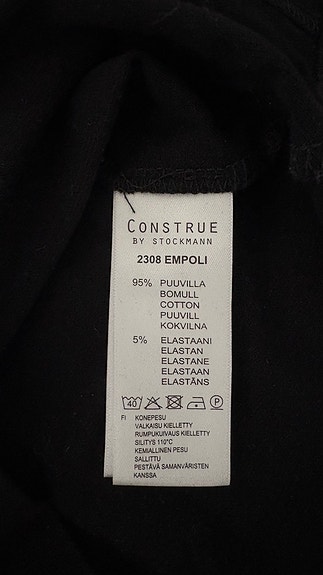 CONSTRUE
BY STOCKMANN
2308 EMPOLI
95% PUUVILLA
BOMULL
COTTON
PUUVILL
KOKVILNA
5% ELASTAANI
ELASTAN
ELASTANE
ELASTAAN
ELASTĀNS
40 P
FI KONEPESU
VALKAISU KIELLETTY
RUMPUKUIVAUS KIELLETTY
SILITYS 110°C
KEMIALLINEN PESU
SALLITTU
PESTÄVÄ SAMANVÄRISTEN
KANSSA